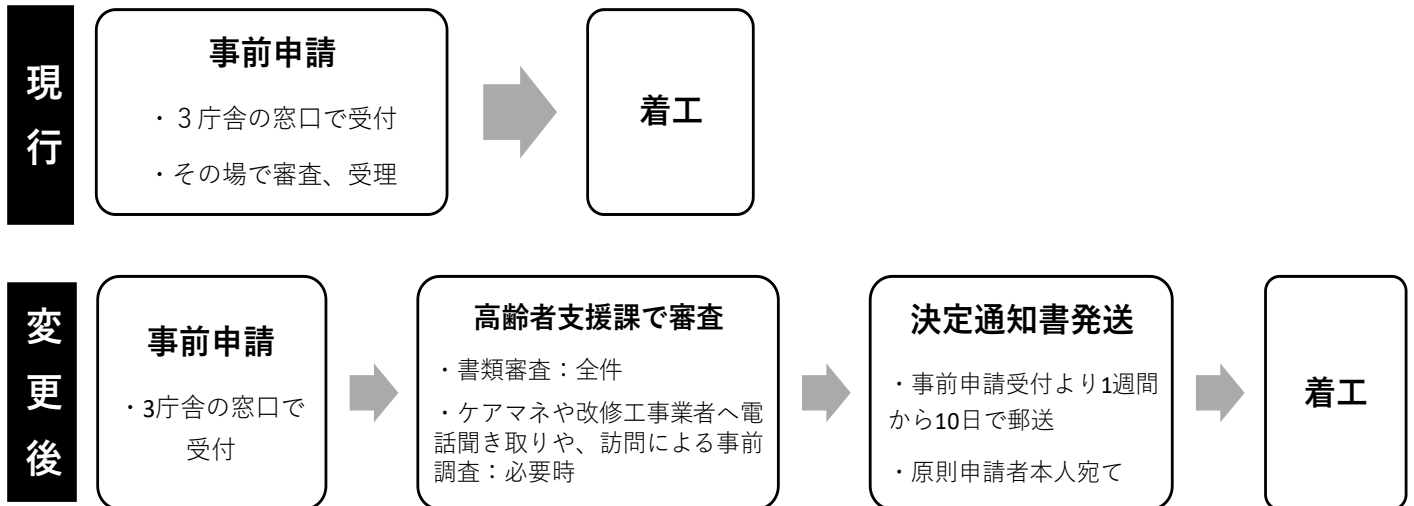 現行
事前申請
・３庁舎の窓口で受付
・その場で審査、受理
着工
変更後
事前申請
・3庁舎の窓口で
受付
高齢者支援課で審査
・書類審査：全件
・ケアマネや改修工事業者へ電
話聞き取りや、訪問による事前
調査：必要時
決定通知書発送
・事前申請受付より1週間
から10日で郵送
・原則申請者本人宛て
着工